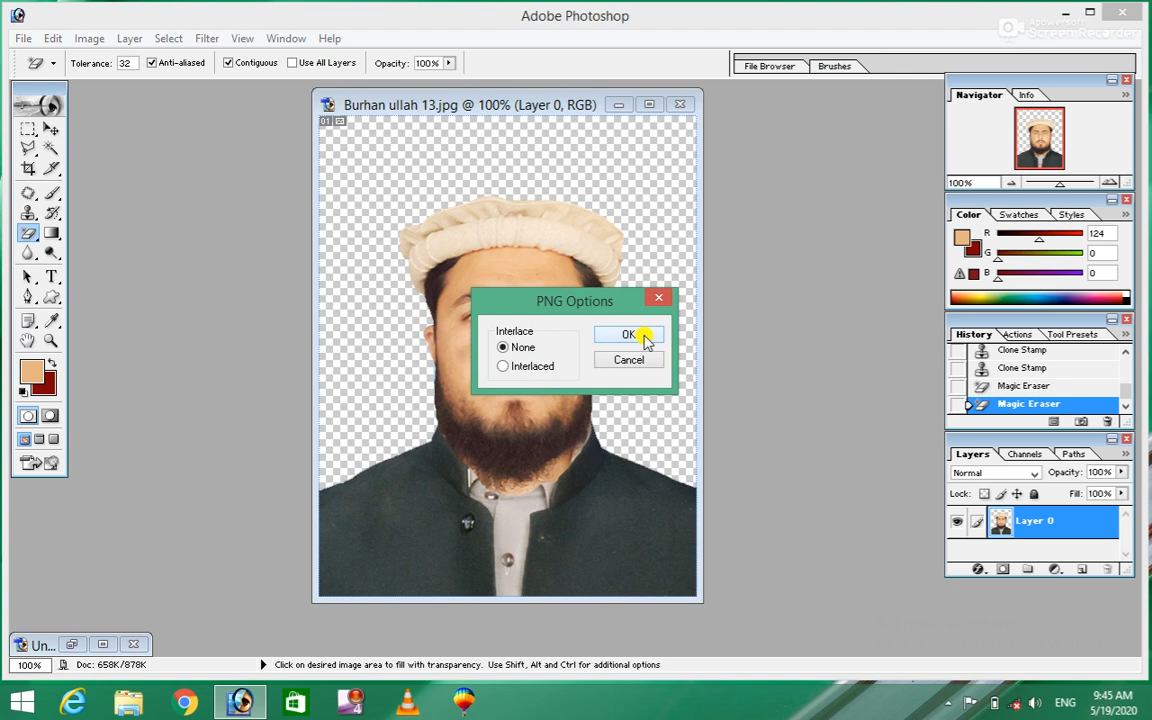 Adobe Photoshop
Apowersoft
Screen Recorder
File Edit Image Layer Select Filter View Window Help
Tolerance: 32 Anti-aliased Contiguous Use All Layers Opacity: 100%
File Browser Brushes
Burhan ullah 13.jpg @ 100% (Layer 0, RGB)
01
Navigator Info
100%
Color Swatches Styles
R 124
G 0
B 0
PNG Options
Interlace
None
Interlaced
OK
Cancel
History Actions Tool Presets
Clone Stamp
Clone Stamp
Magic Eraser
Magic Eraser
Layers Channels Paths
Normal Opacity: 100%
Lock: Fill: 100%
Layer 0
Un...
100% Doc: 658K/878K Click on desired image area to fill with transparency. Use Shift, Alt and Ctrl for additional options
4
ENG
9:45 AM
5/19/2020